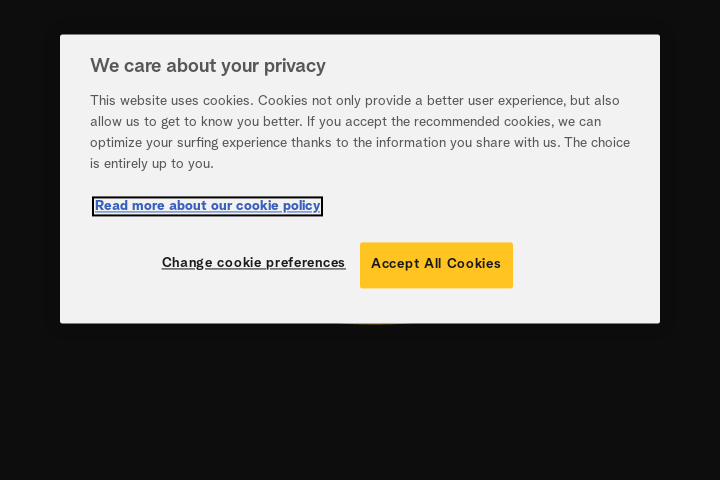 We care about your privacy
This website uses cookies. Cookies not only provide a better user experience, but also
allow us to get to know you better. If you accept the recommended cookies, we can
optimize your surfing experience thanks to the information you share with us. The choice
is entirely up to you.
Read more about our cookie policy
Change cookie preferences
Accept All Cookies